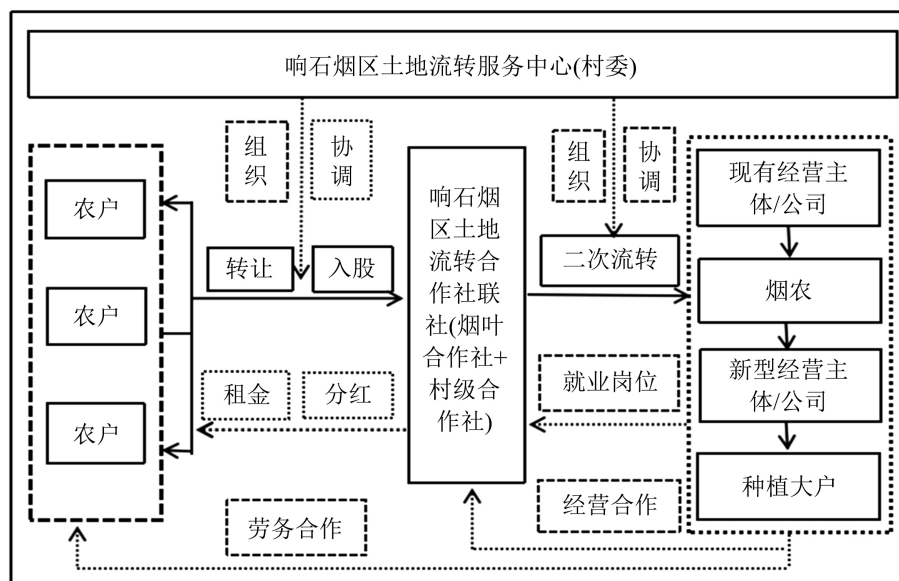 响石烟区土地流转服务中心(村委)
组织
协调
组织
协调
农户
农户
农户
转让
入股
租金
分红
劳务合作
响石烟
区土地
流转合
作社联
社(烟叶
合作社+
村级合
作社)
二次流转
就业岗位
经营合作
现有经营主
体/公司
烟农
新型经营主
体/公司
种植大户